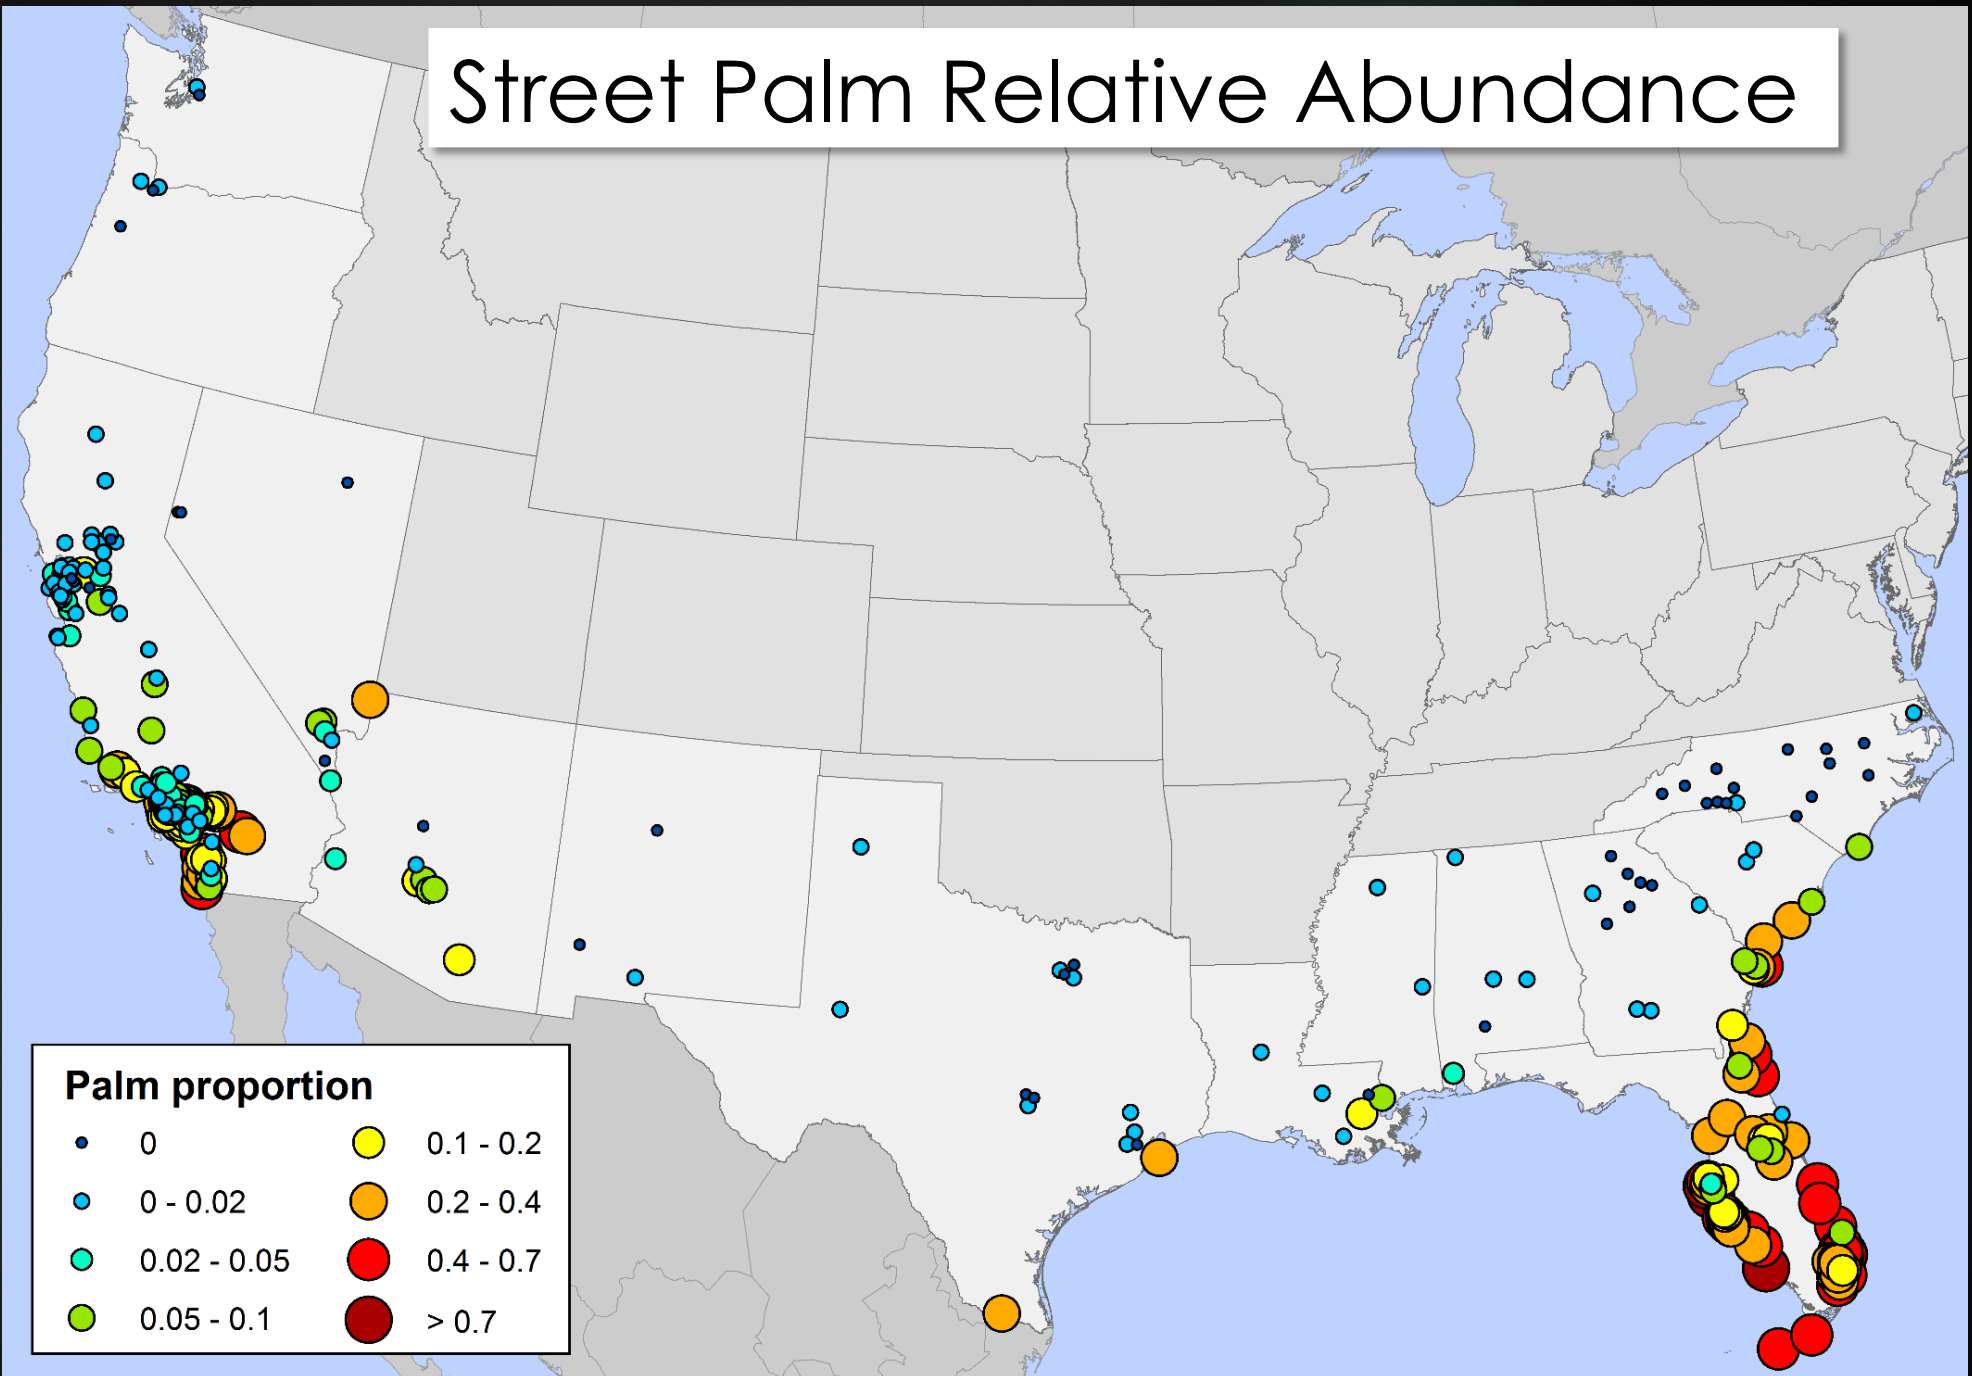 Street Palm Relative Abundance
Palm proportion
0
0 - 0.02
0.02 - 0.05
0.05 - 0.1
0.1 - 0.2
0.2 - 0.4
0.4 - 0.7
> 0.7